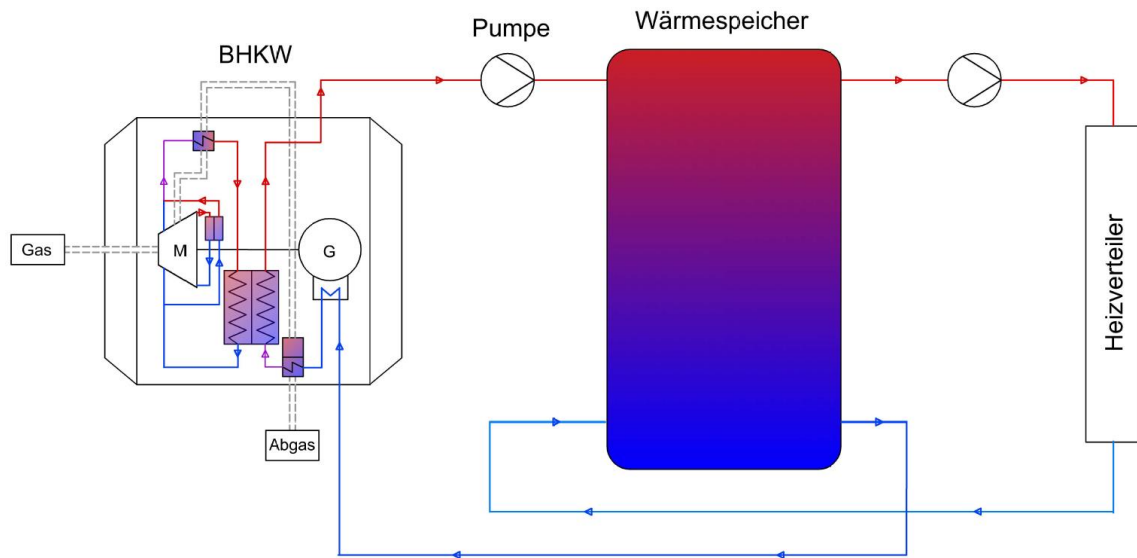 Wärmespeicher
Pumpe
BHKW
Gas
M
G
Heizverteiler
Abgas